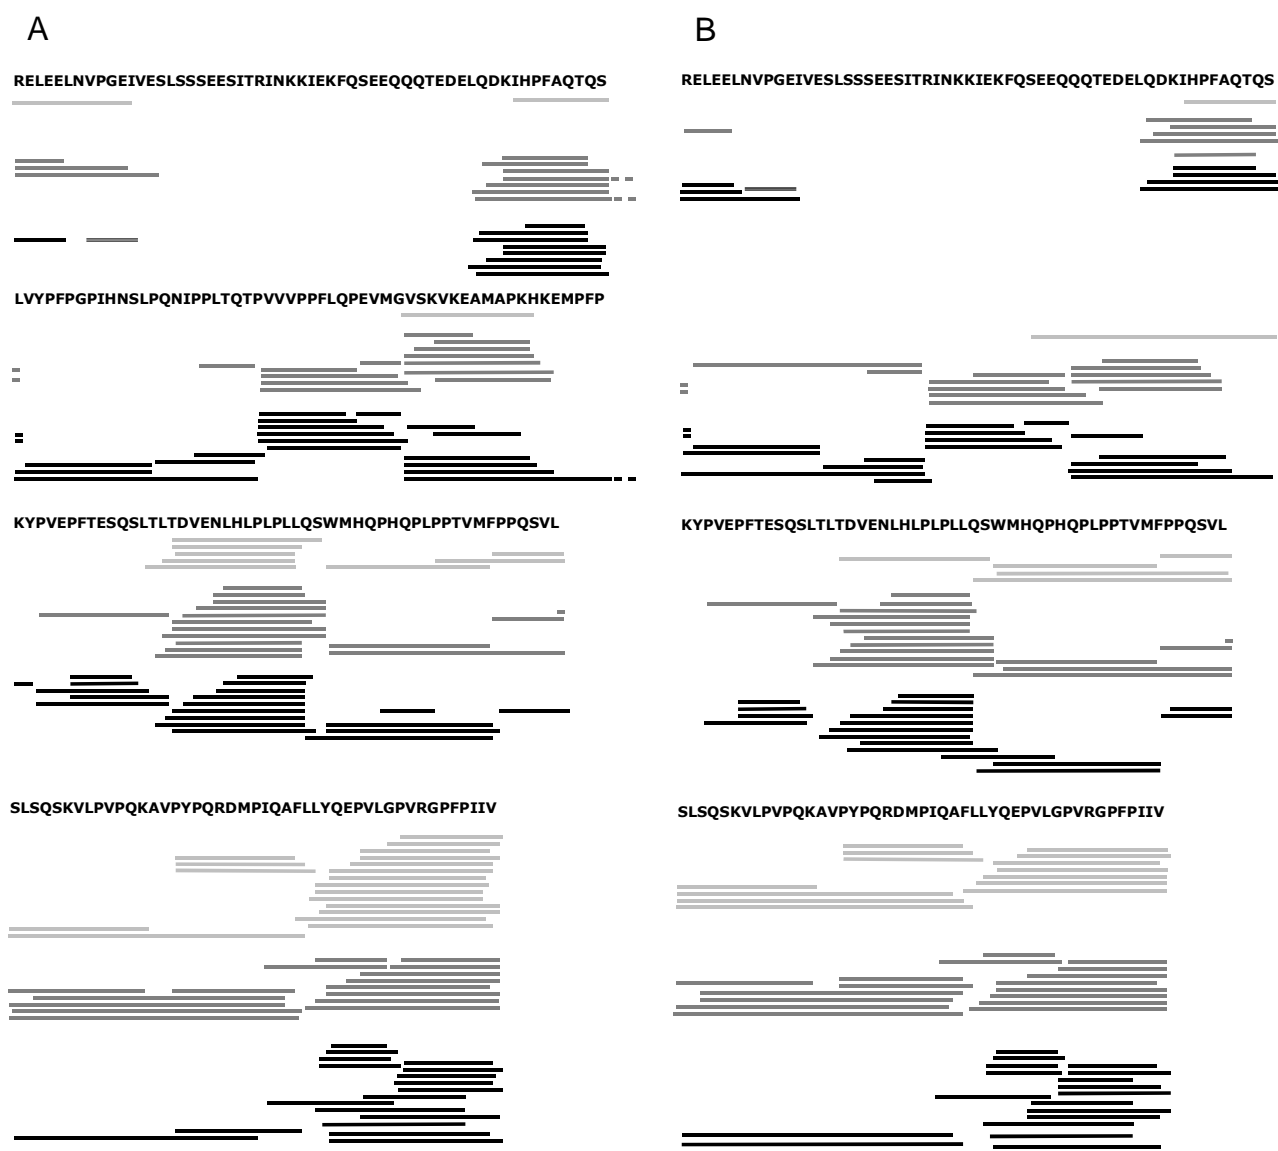 A
B
RELEELNVPGEIVESLSSSEESITRINKKIEKFQSEEQQQTEDELQDKIHPFAQTQS
RELEELNVPGEIVESLSSSEESITRINKKIEKFQSEEQQQTEDELQDKIHPFAQTQS
LVYPFPGPIHNSLPQNIPPLTQTPVVVPPFLQPEVMGVSKVKEAMAPKHKEMPFP
KYPVEPFTESQSLTLTDVENLHLPLPLLQSWMHQPHQPLPPTVMFPPQSVL
KYPVEPFTESQSLTLTDVENLHLPLPLLQSWMHQPHQPLPPTVMFPPQSVL
SLSQSKVLPVPQKAVPYPQRDMPIQAFLLYQEPVLGPVRGPFPIIV
SLSQSKVLPVPQKAVPYPQRDMPIQAFLLYQEPVLGPVRGPFPIIV